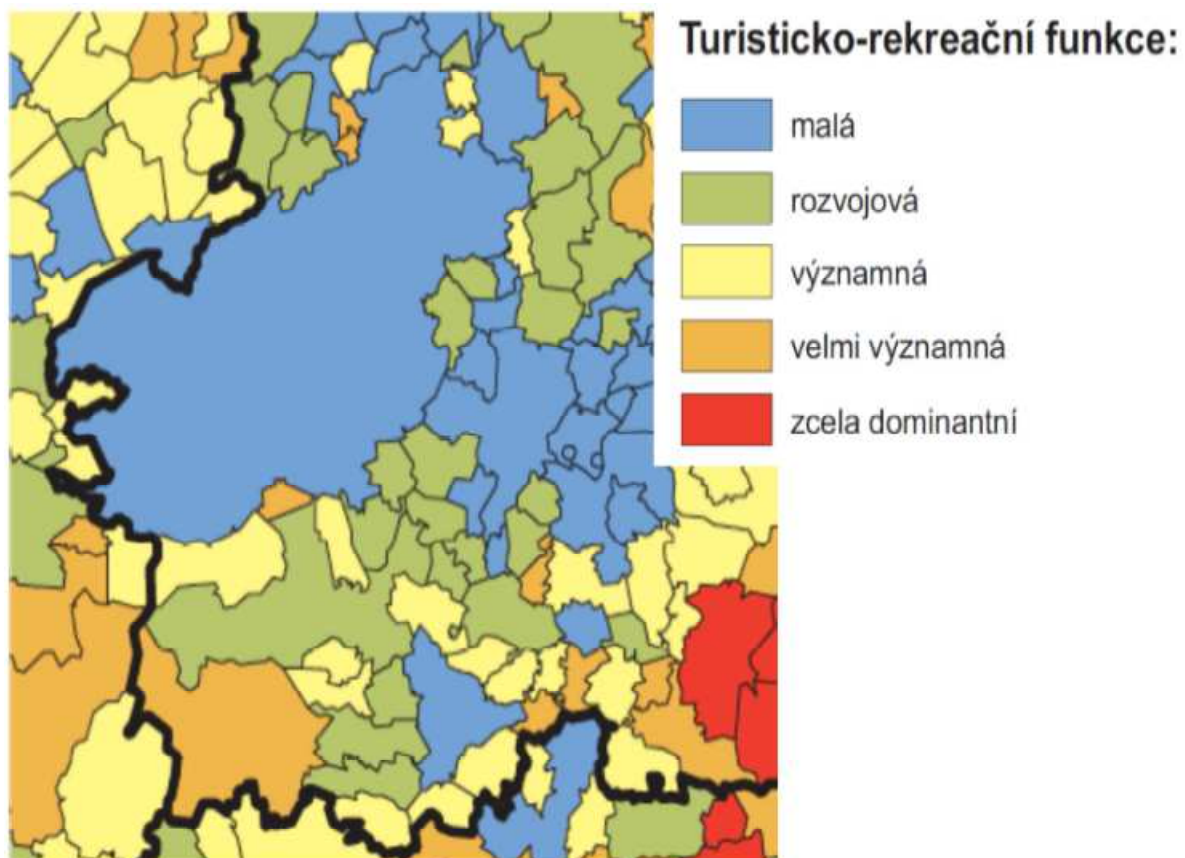 Turisticko-rekreační funkce:
malá
rozvojová
významná
velmi významná
zcela dominantní